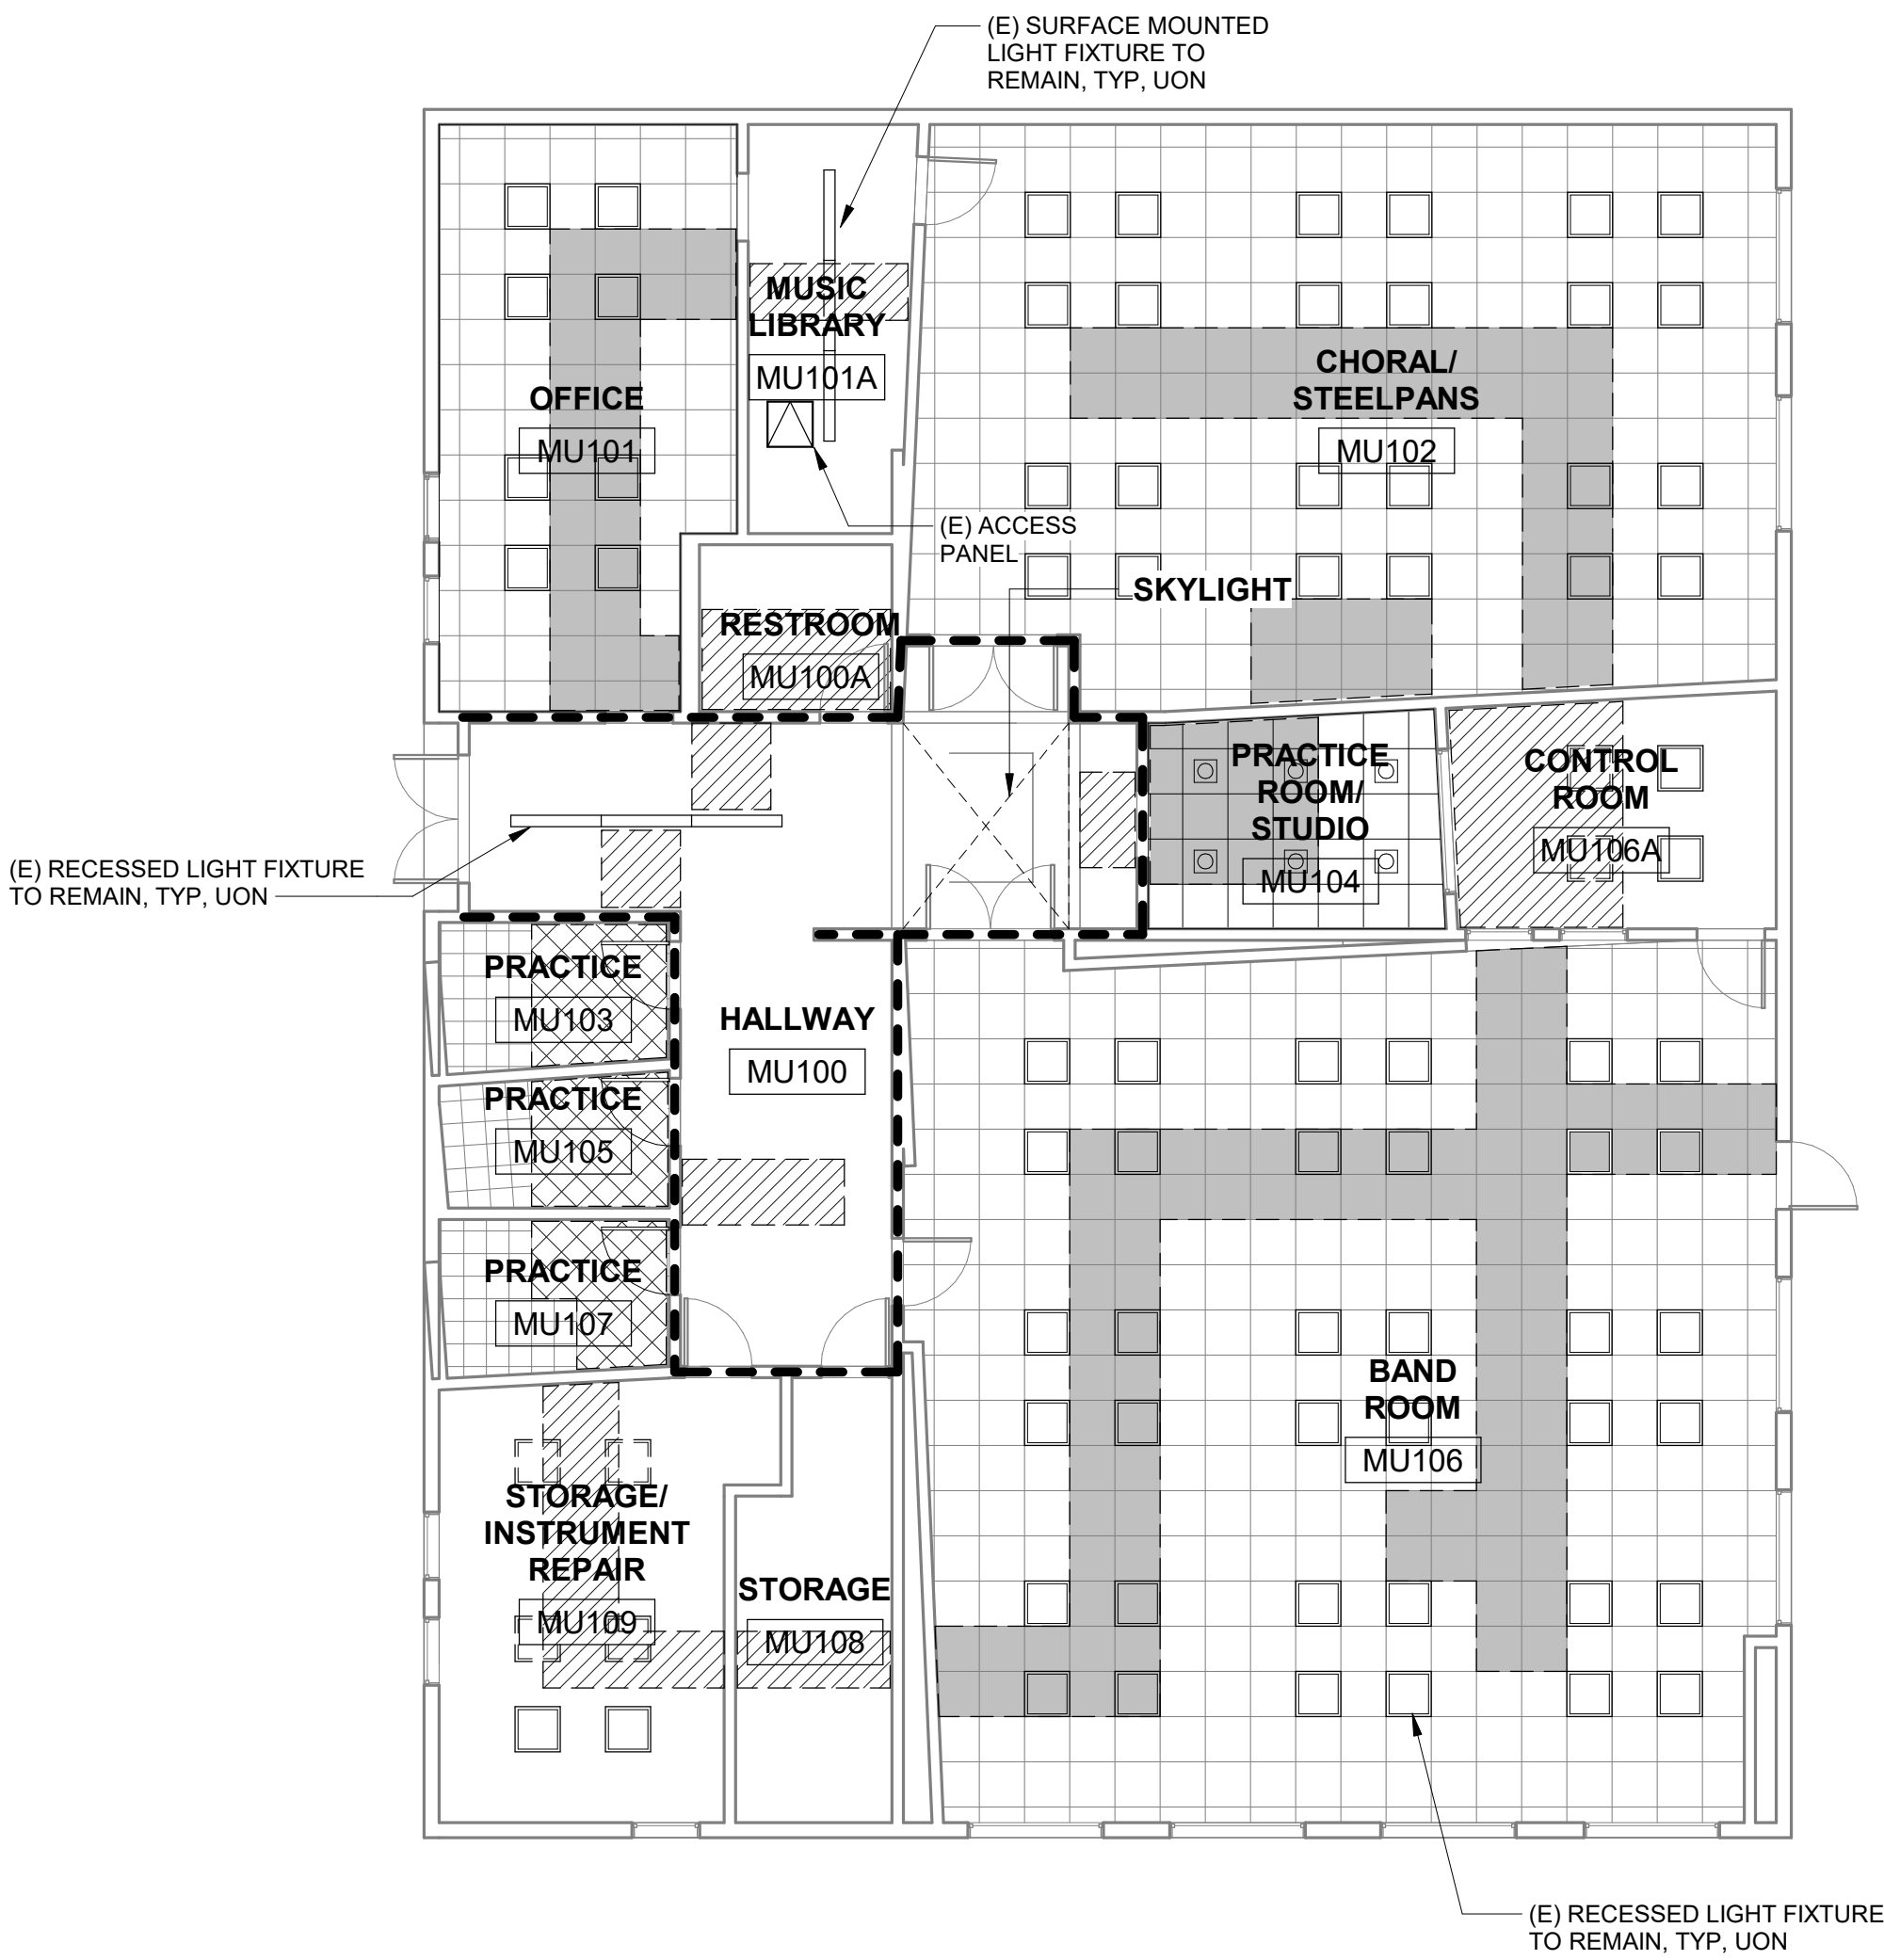 (E) SURFACE MOUNTED
LIGHT FIXTURE TO
REMAIN, TYP, UON
MUSIC
LIBRARY
MU101A
CHORAL/
STEELPANS
MU102
OFFICE
MU101
(E) ACCESS
PANEL
SKYLIGHT
RESTROOM
MU100A
PRACTICE
ROOM/
STUDIO
MU104
CONTROL
ROOM
MU106A
(E) RECESSED LIGHT FIXTURE
TO REMAIN, TYP, UON
PRACTICE
MU103
HALLWAY
MU100
PRACTICE
MU105
PRACTICE
MU107
BAND
ROOM
MU106
STORAGE/
INSTRUMENT
REPAIR
MU109
STORAGE
MU108
(E) RECESSED LIGHT FIXTURE
TO REMAIN, TYP, UON